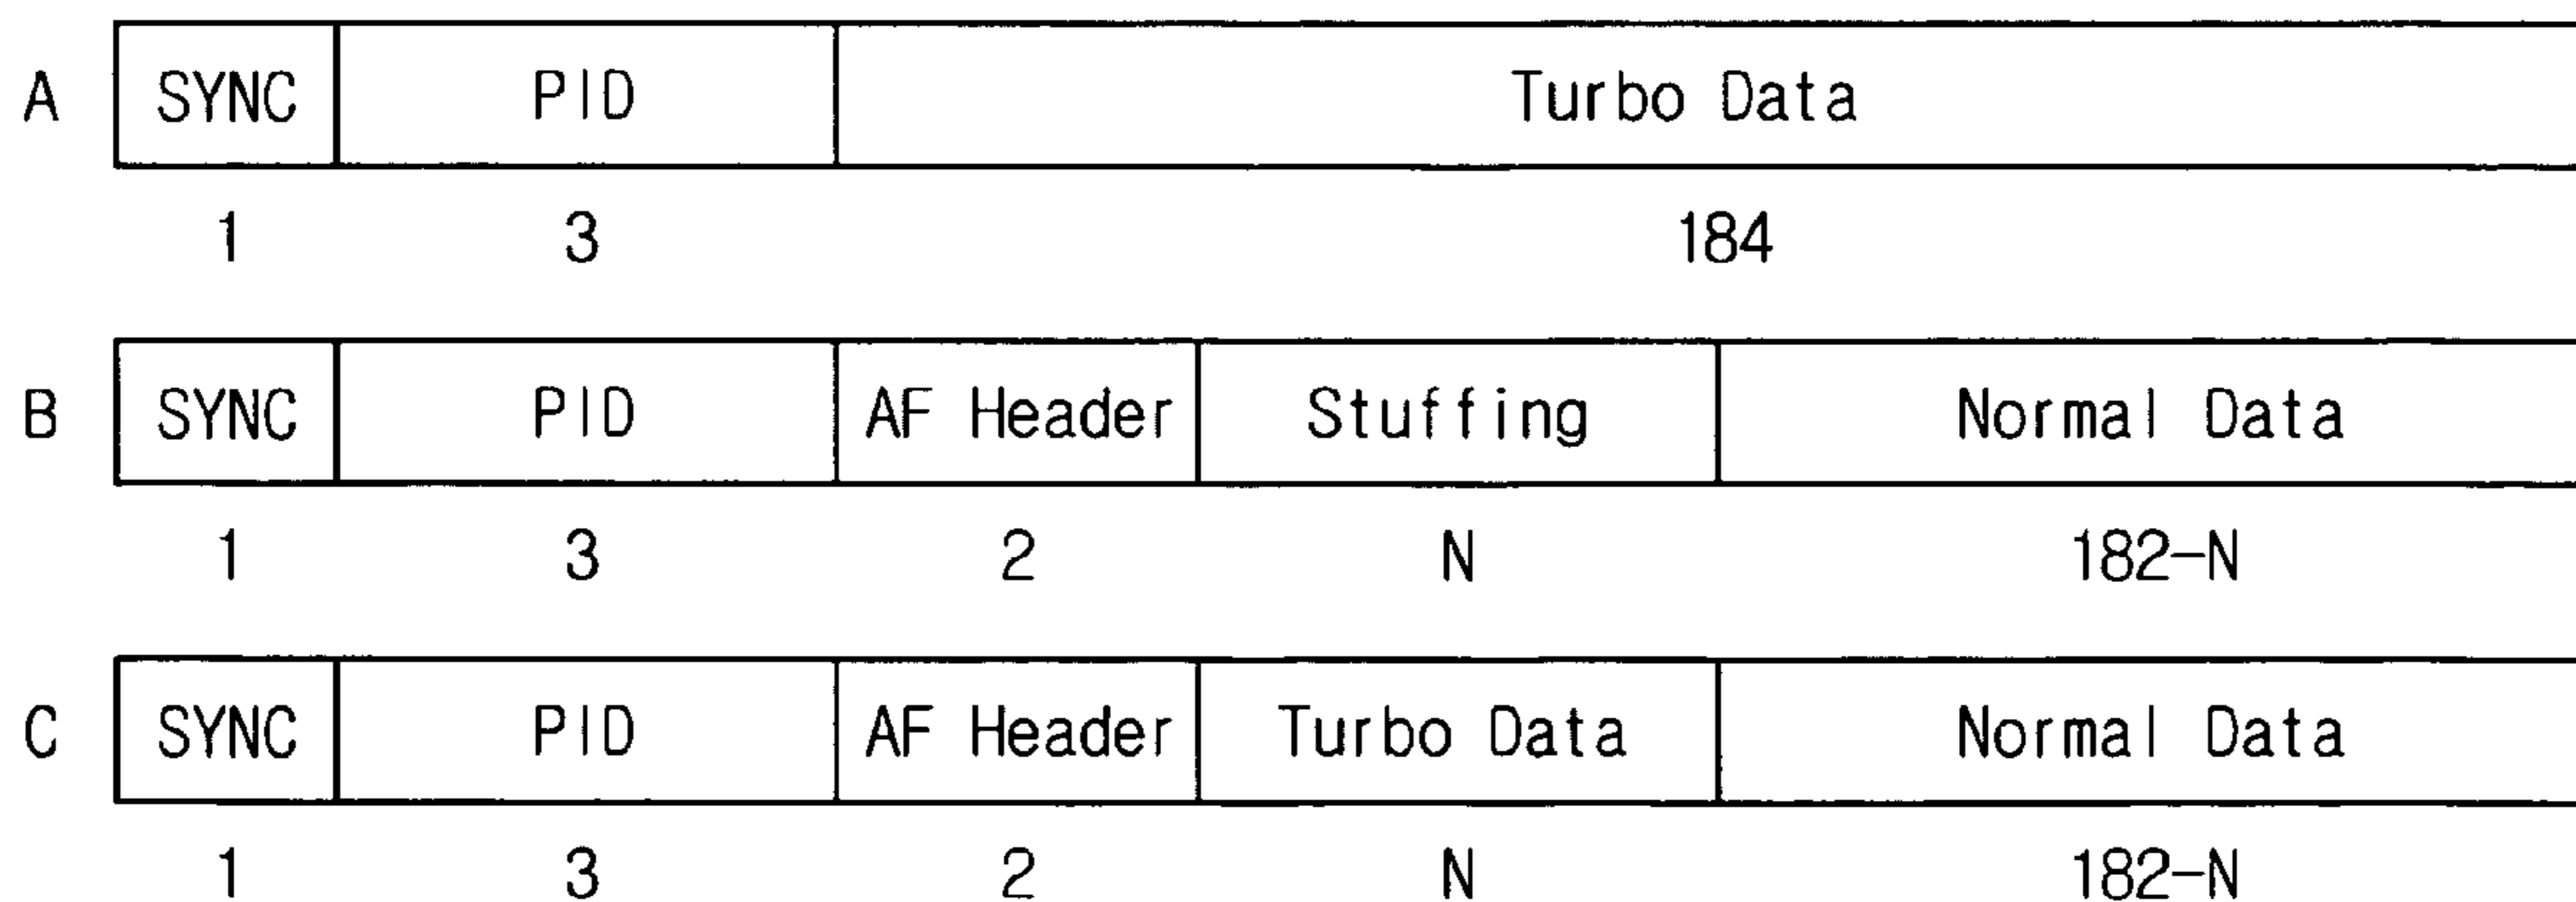 A SYNC PID Turbo Data
1 3 184
B SYNC PID AF Header Stuffing Normal Data
1 3 2 N 182-N
C SYNC PID AF Header Turbo Data Normal Data
1 3 2 N 182-N